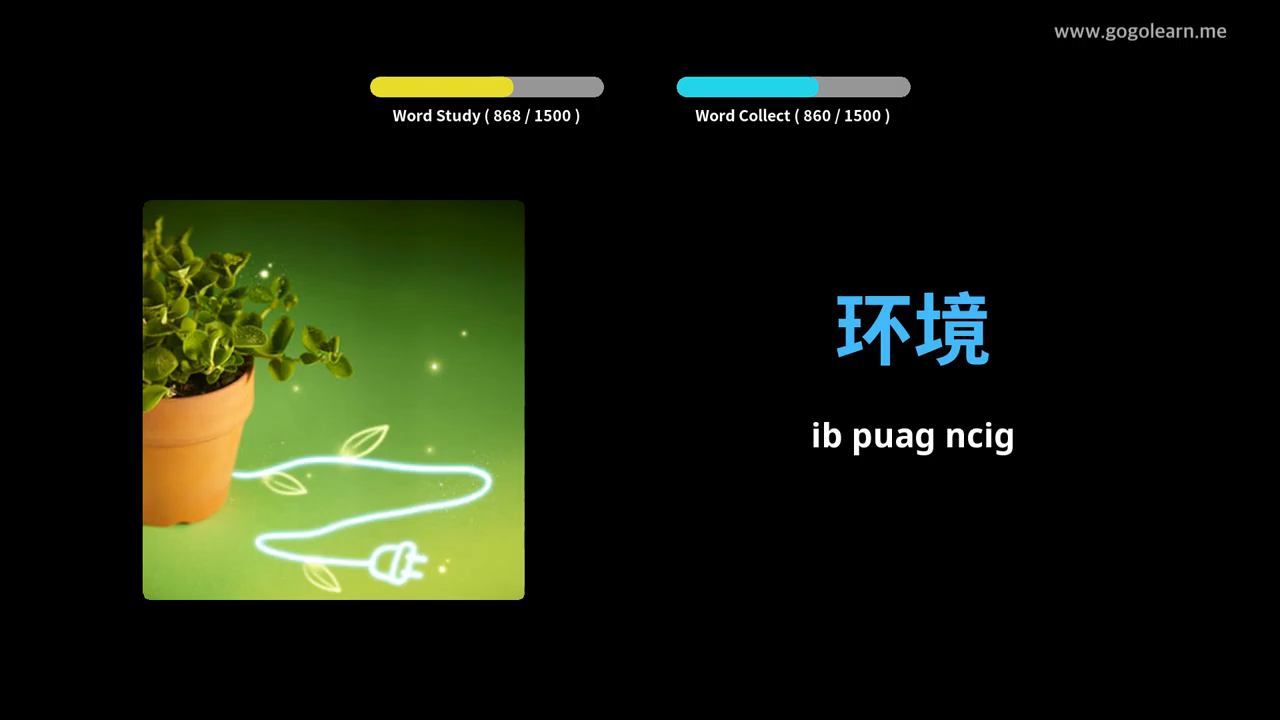 www.gogolearn.me
Word Study ( 868 / 1500 )
Word Collect ( 860 / 1500 )
环境
ib puag ncig